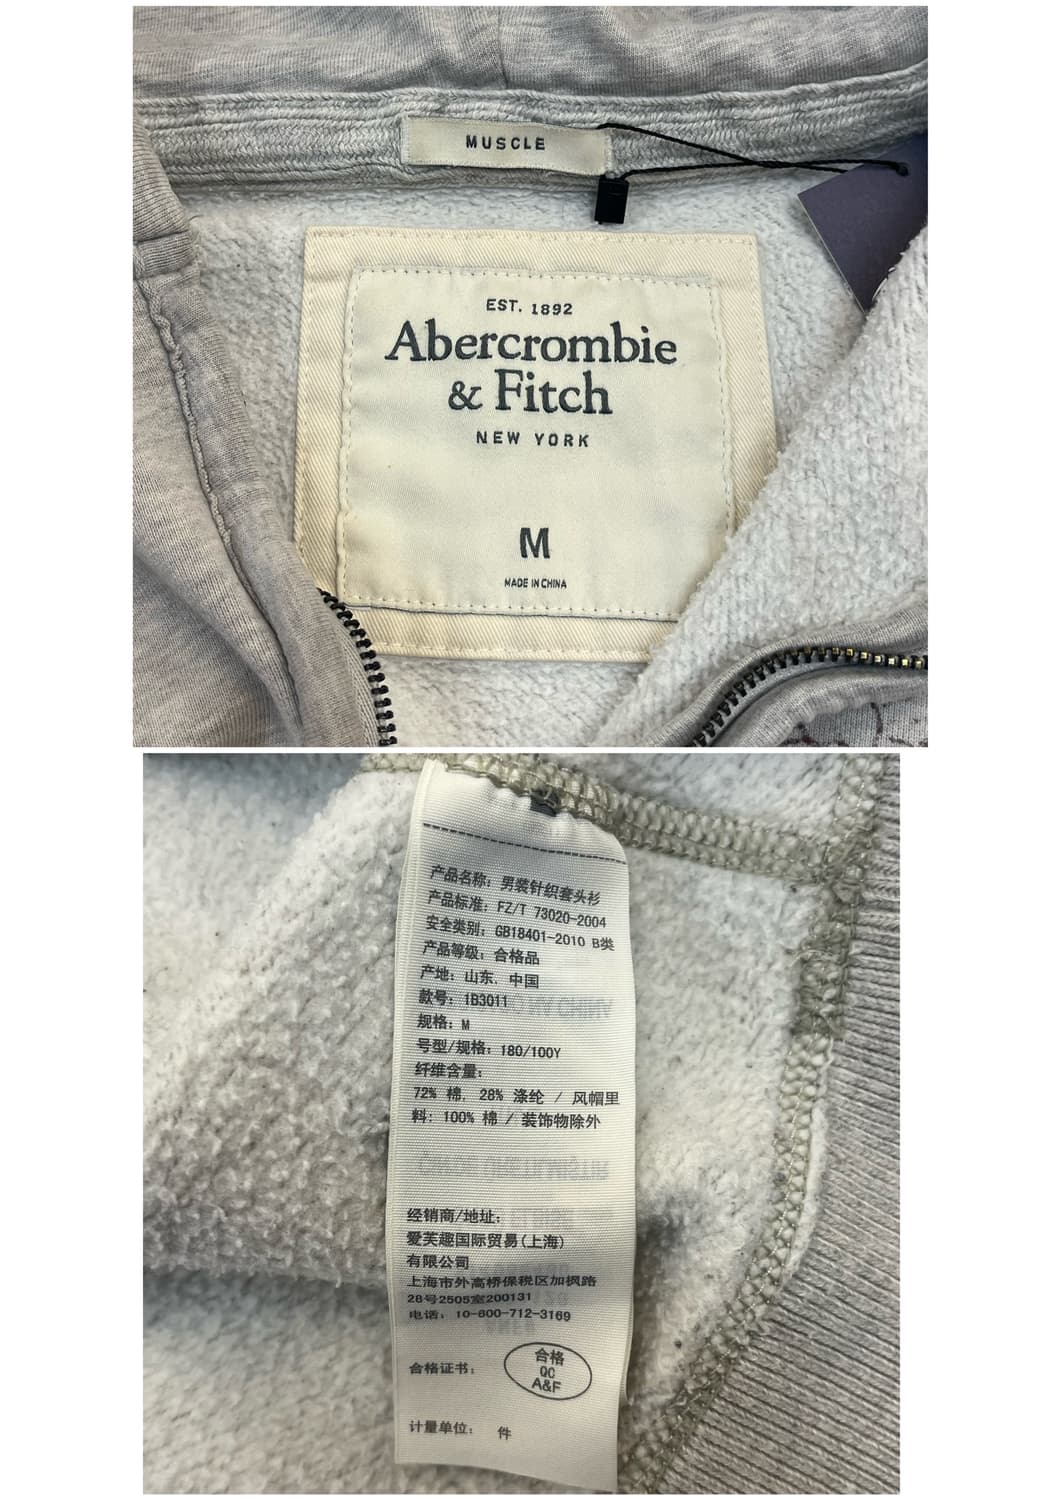 MUSCLE
EST. 1892
Abercrombie
& Fitch
NEW YORK
M
MADE IN CHINA
产品名称: 男装针织套头衫
产品标准: FZ/T 73020-2004
安全类别: GB18401-2010 B类
产品等级: 合格品
产地: 山东, 中国
款号: 1B3011
规格: M
号型/规格: 180/100Y
纤维含量:
72% 棉, 28% 涤纶 / 风帽里
料: 100% 棉 / 装饰物除外
经销商/地址:
爱芙趣国际贸易(上海)
有限公司
上海市外高桥保税区加枫路
28号2505室200131
电话: 10-800-712-3169
合格证书:
合格
QC
A&F
计量单位: 件